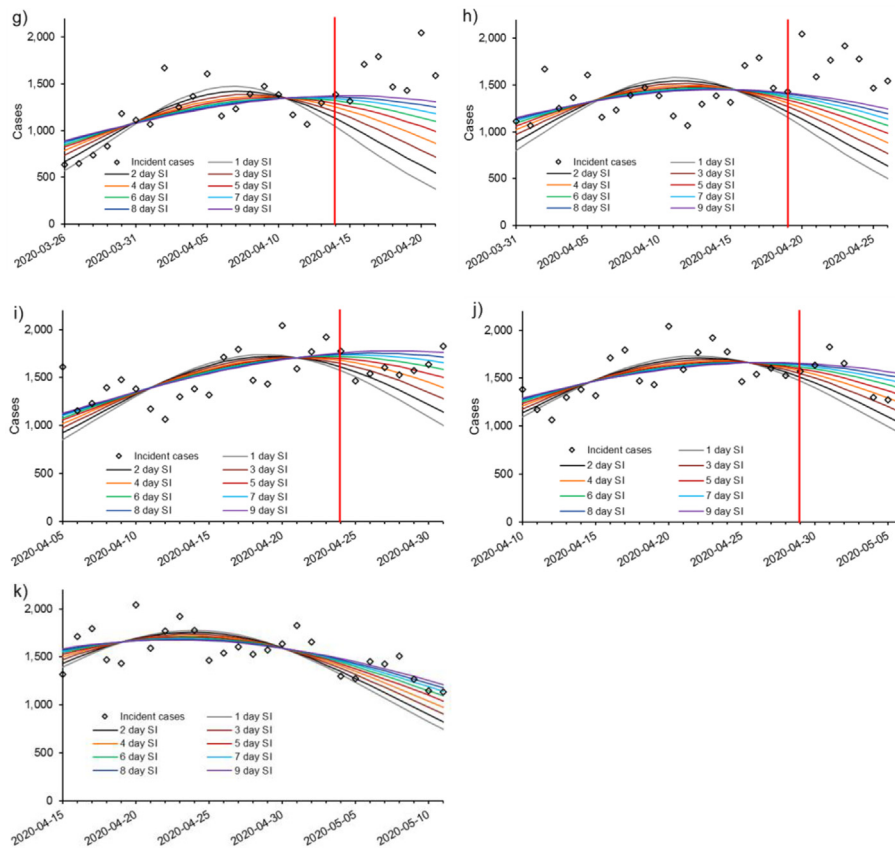 g)
2,000
1,500
1,000
500
0
Cases
Incident cases
1 day SI
2 day SI
3 day SI
4 day SI
5 day SI
6 day SI
7 day SI
8 day SI
9 day SI
2020-03-26
2020-03-31
2020-04-05
2020-04-10
2020-04-15
2020-04-20
h)
2,000
1,500
1,000
500
0
Cases
Incident cases
1 day SI
2 day SI
3 day SI
4 day SI
5 day SI
6 day SI
7 day SI
8 day SI
9 day SI
2020-03-31
2020-04-05
2020-04-10
2020-04-15
2020-04-20
2020-04-25
i)
2,000
1,500
1,000
500
0
Cases
Incident cases
1 day SI
2 day SI
3 day SI
4 day SI
5 day SI
6 day SI
7 day SI
8 day SI
9 day SI
2020-04-05
2020-04-10
2020-04-15
2020-04-20
2020-04-25
2020-04-30
j)
2,000
1,500
1,000
500
0
Cases
Incident cases
1 day SI
2 day SI
3 day SI
4 day SI
5 day SI
6 day SI
7 day SI
8 day SI
9 day SI
2020-04-10
2020-04-15
2020-04-20
2020-04-25
2020-04-30
2020-05-05
k)
2,000
1,500
1,000
500
0
Cases
Incident cases
1 day SI
2 day SI
3 day SI
4 day SI
5 day SI
6 day SI
7 day SI
8 day SI
9 day SI
2020-04-15
2020-04-20
2020-04-25
2020-04-30
2020-05-05
2020-05-10